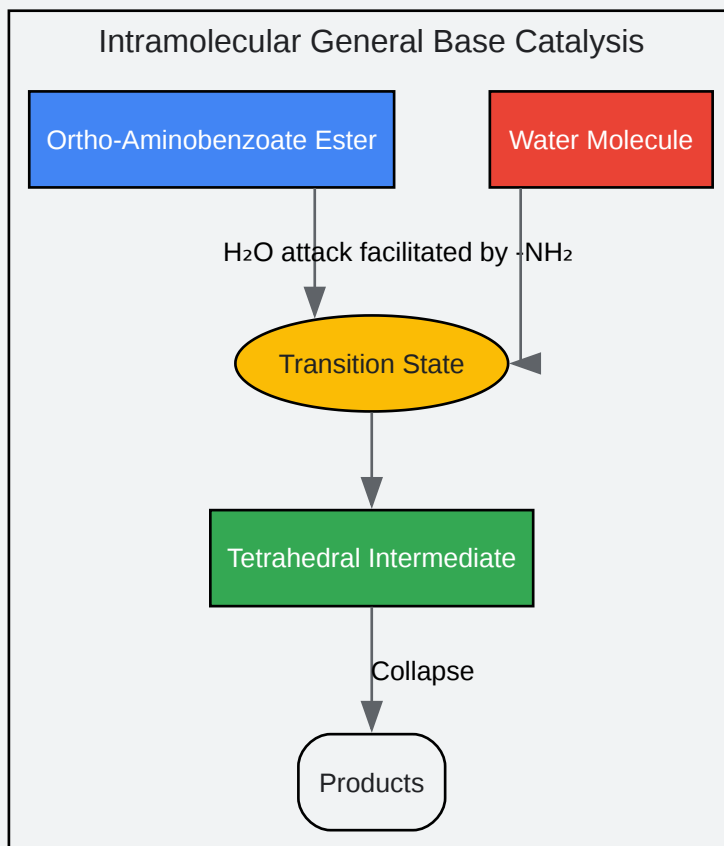 Intramolecular General Base Catalysis
Ortho-Aminobenzoate Ester
Water Molecule
H₂O attack facilitated by -NH₂
Transition State
Tetrahedral Intermediate
Collapse
Products